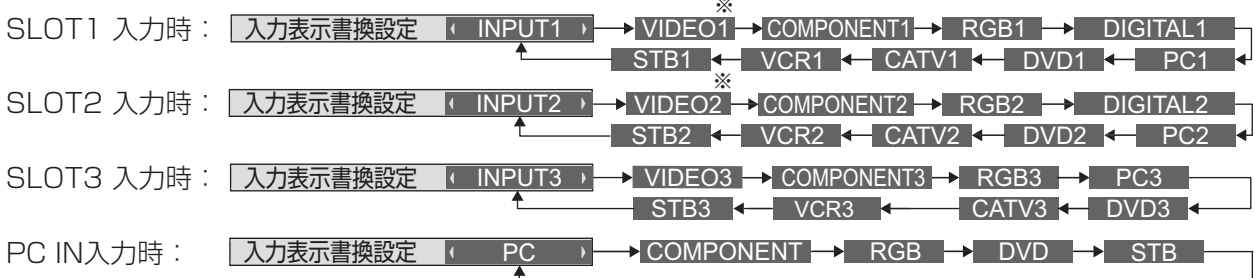 ※
SLOT1 入力時： 入力表示書換設定 INPUT1 VIDEO1 COMPONENT1 RGB1 DIGITAL1
STB1 VCR1 CATV1 DVD1 PC1
※
SLOT2 入力時： 入力表示書換設定 INPUT2 VIDEO2 COMPONENT2 RGB2 DIGITAL2
STB2 VCR2 CATV2 DVD2 PC2
SLOT3 入力時： 入力表示書換設定 INPUT3 VIDEO3 COMPONENT3 RGB3 PC3
STB3 VCR3 CATV3 DVD3
PC IN入力時： 入力表示書換設定 PC COMPONENT RGB DVD STB